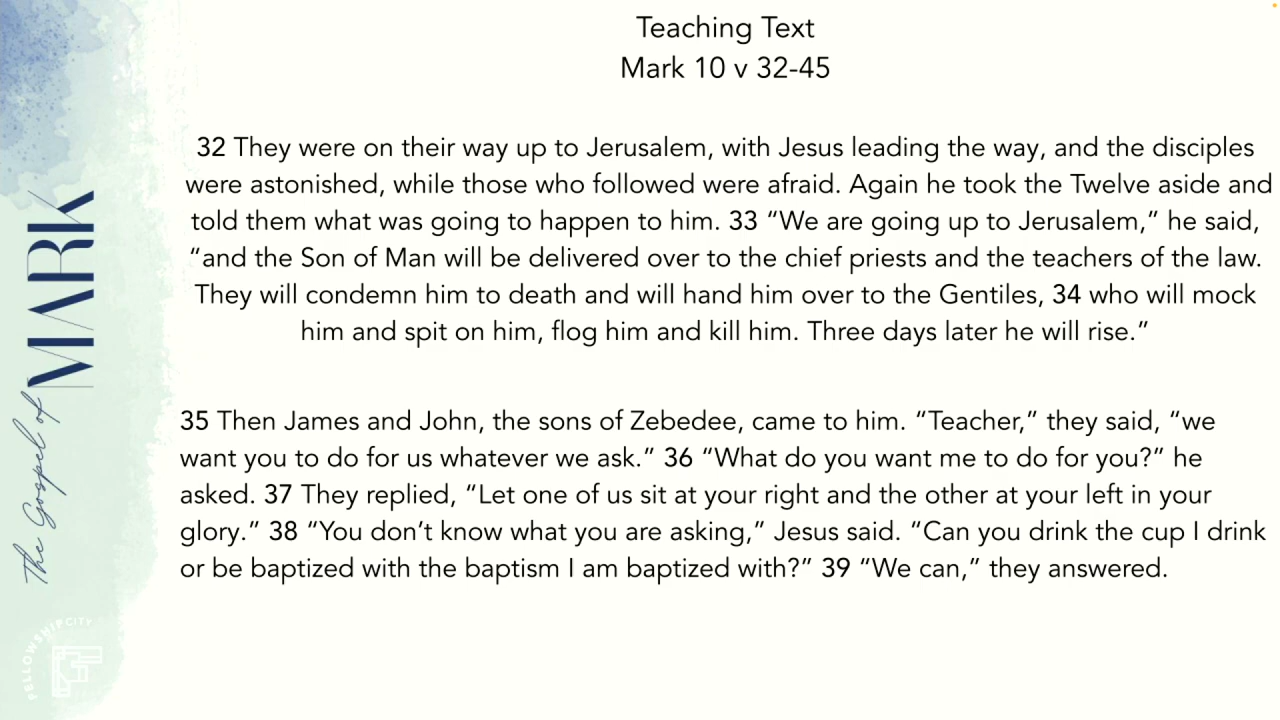 Teaching Text
Mark 10 v 32-45
32 They were on their way up to Jerusalem, with Jesus leading the way, and the disciples
were astonished, while those who followed were afraid. Again he took the Twelve aside and
told them what was going to happen to him. 33 “We are going up to Jerusalem,” he said,
“and the Son of Man will be delivered over to the chief priests and the teachers of the law.
They will condemn him to death and will hand him over to the Gentiles, 34 who will mock
him and spit on him, flog him and kill him. Three days later he will rise.”
35 Then James and John, the sons of Zebedee, came to him. “Teacher,” they said, “we
want you to do for us whatever we ask.” 36 “What do you want me to do for you?” he
asked. 37 They replied, “Let one of us sit at your right and the other at your left in your
glory.” 38 “You don’t know what you are asking,” Jesus said. “Can you drink the cup I drink
or be baptized with the baptism I am baptized with?” 39 “We can,” they answered.
The Gospel of
MARK
FELLOWSHIP CITY